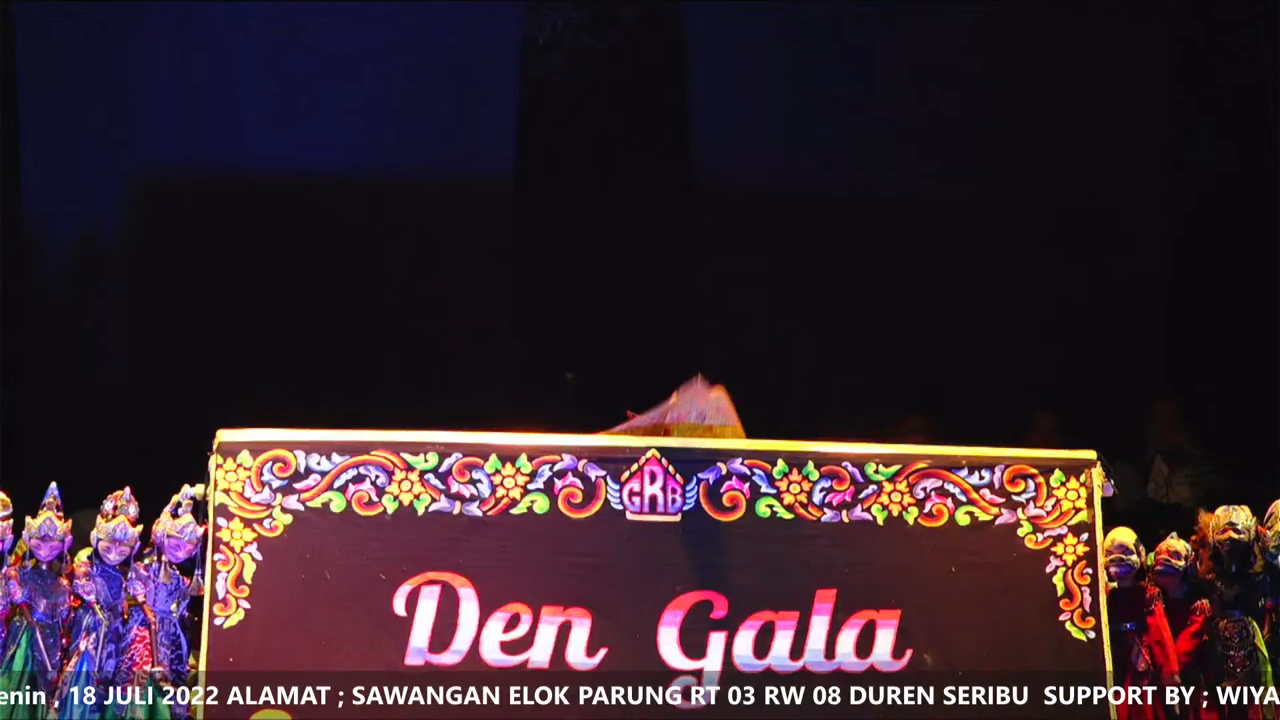 GRB
Den Gala
enin , 18 JULI 2022 ALAMAT ; SAWANGAN ELOK PARUNG RT 03 RW 08 DUREN SERIBU SUPPORT BY ; WIYA